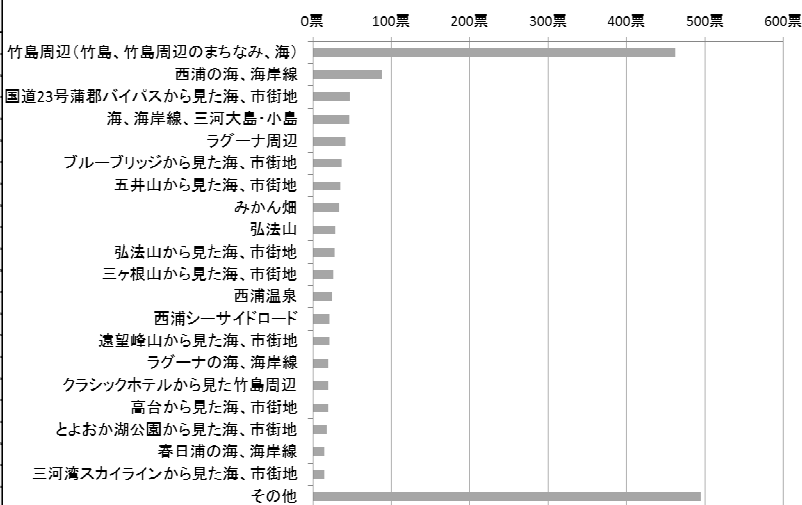 0票 100票 200票 300票 400票 500票 600票
竹島周辺(竹島、竹島周辺のまちなみ、海)
西浦の海、海岸線
国道23号蒲郡バイパスから見た海、市街地
海、海岸線、三河大島・小島
ラグーナ周辺
ブルーブリッジから見た海、市街地
五井山から見た海、市街地
みかん畑
弘法山
弘法山から見た海、市街地
三ヶ根山から見た海、市街地
西浦温泉
西浦シーサイドロード
遠望峰山から見た海、市街地
ラグーナの海、海岸線
クラシックホテルから見た竹島周辺
高台から見た海、市街地
とよおか湖公園から見た海、市街地
春日浦の海、海岸線
三河湾スカイラインから見た海、市街地
その他